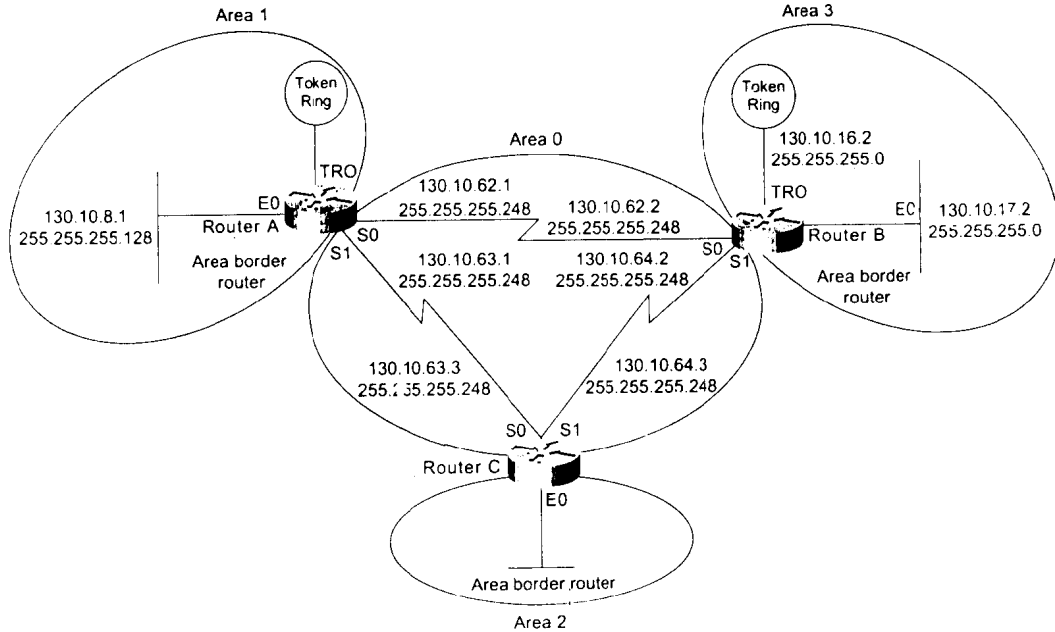 Area 1
Token
Ring
TRO
E0
130.10.8.1
255.255.255.128
Router A
S0
S1
Area border
router
Area 0
130.10.62.1
255.255.255.248
130.10.62.2
255.255.255.248
130.10.63.1
255.255.255.248
130.10.64.2
255.255.255.248
130.10.63.3
255.255.255.248
130.10.64.3
255.255.255.248
Area 3
Token
Ring
130.10.16.2
255.255.255.0
TRO
E0
S0
S1
Router B
130.10.17.2
255.255.255.0
Area border
router
S0
S1
Router C
E0
Area border router
Area 2